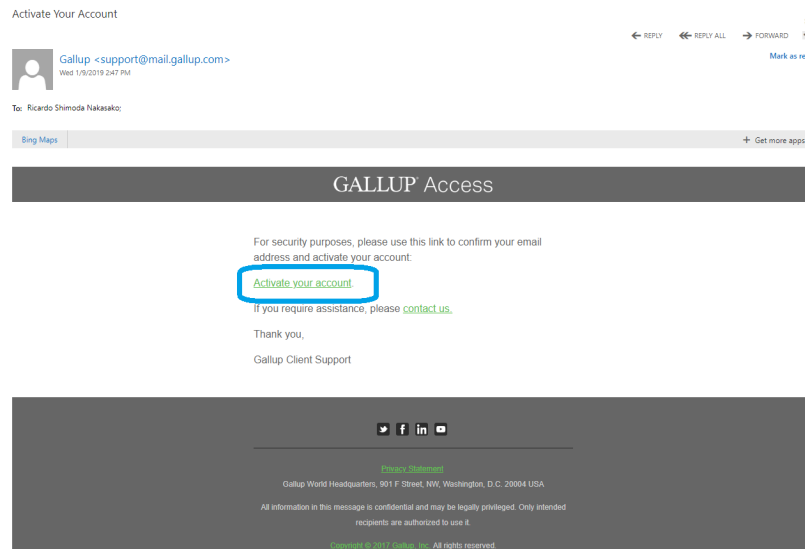 Activate Your Account
REPLY REPLY ALL FORWARD
Gallup <support@mail.gallup.com>
Mark as re
Wed 1/9/2019 2:47 PM
To: Ricardo Shimoda Nakasako;
Bing Maps
+ Get more apps
GALLUP® Access
For security purposes, please use this link to confirm your email
address and activate your account:
Activate your account.
If you require assistance, please contact us.
Thank you,
Gallup Client Support
Privacy Statement
Gallup World Headquarters, 901 F Street, NW, Washington, D.C. 20004 USA
All information in this message is confidential and may be legally privileged. Only intended
recipients are authorized to use it.
Copyright © 2017 Gallup, Inc. All rights reserved.